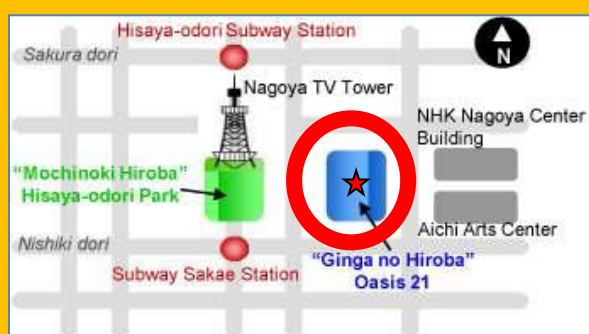 Hisaya-odori Subway Station
Sakura dori
N
Nagoya TV Tower
NHK Nagoya Center
Building
"Mochinoki Hiroba"
Hisaya-odori Park
Aichi Arts Center
Nishiki dori
"Ginga no Hiroba"
Oasis 21
Subway Sakae Station